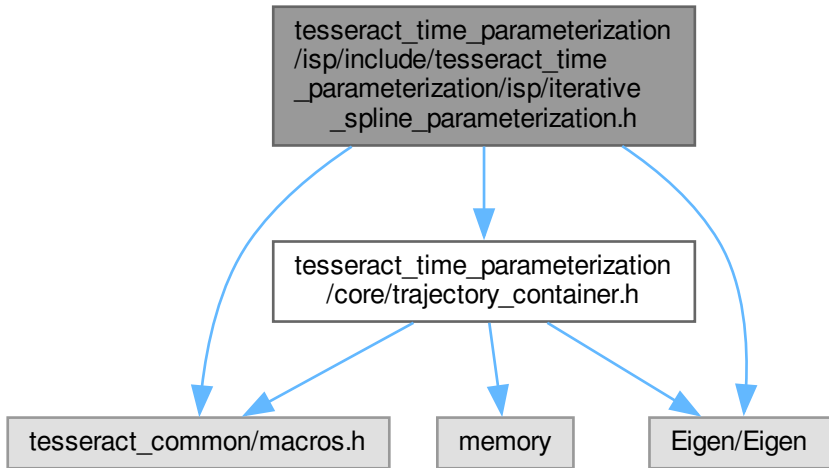 tesseract_time_parameterization
/isp/include/tesseract_time
_parameterization/isp/iterative
_spline_parameterization.h
tesseract_time_parameterization
/core/trajectory_container.h
tesseract_common/macros.h
memory
Eigen/Eigen